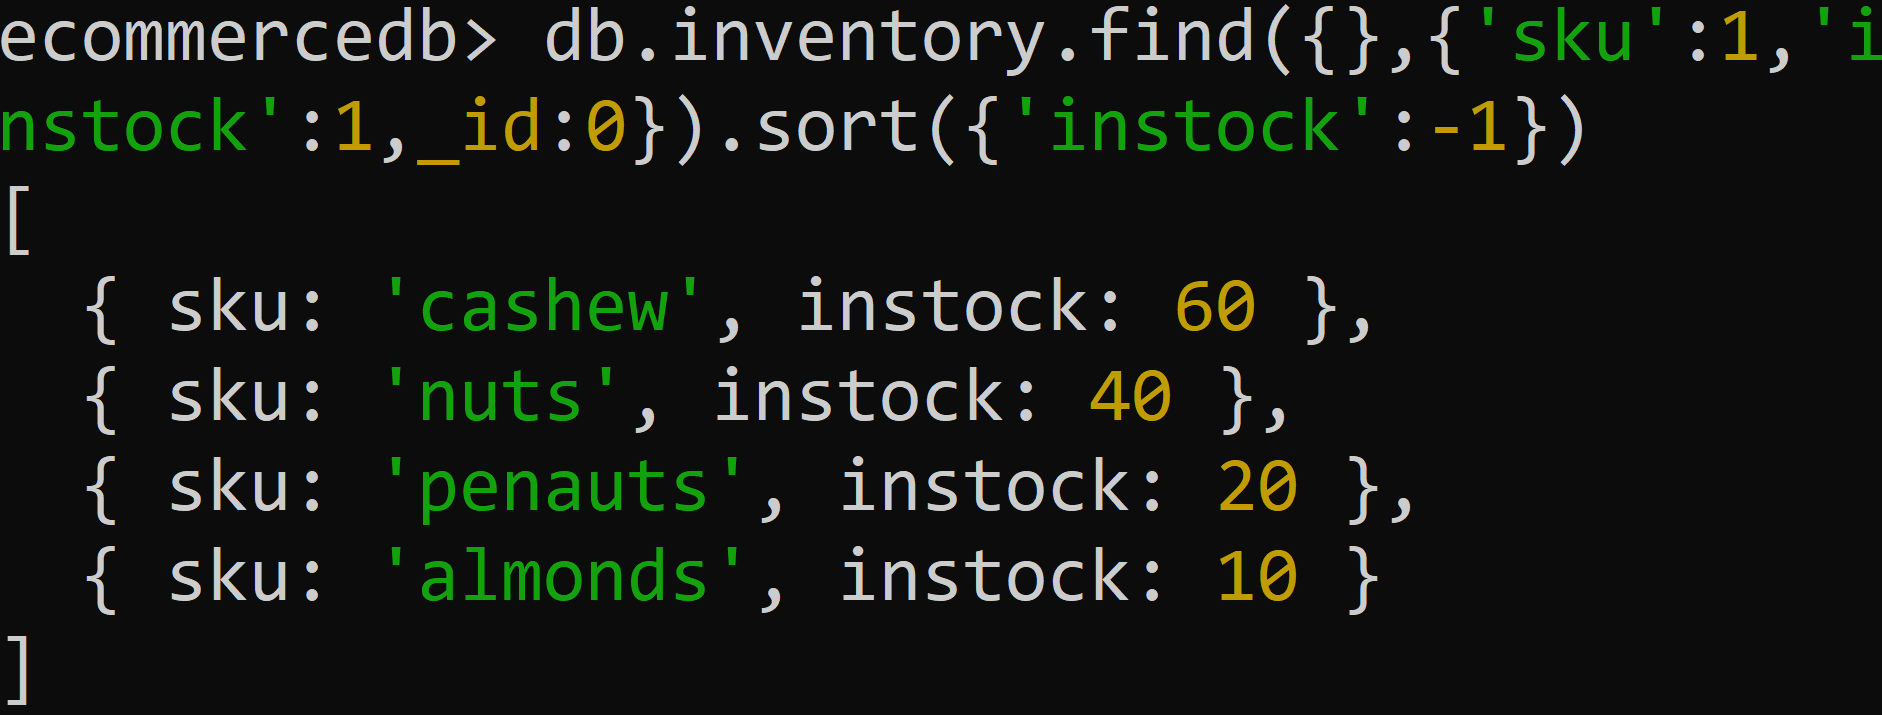 ecommercedb> db.inventory.find({},{'sku':1,'i
nstock':1,_id:0}).sort({'instock':-1})
[
  { sku: 'cashew', instock: 60 },
  { sku: 'nuts', instock: 40 },
  { sku: 'penauts', instock: 20 },
  { sku: 'almonds', instock: 10 }
]